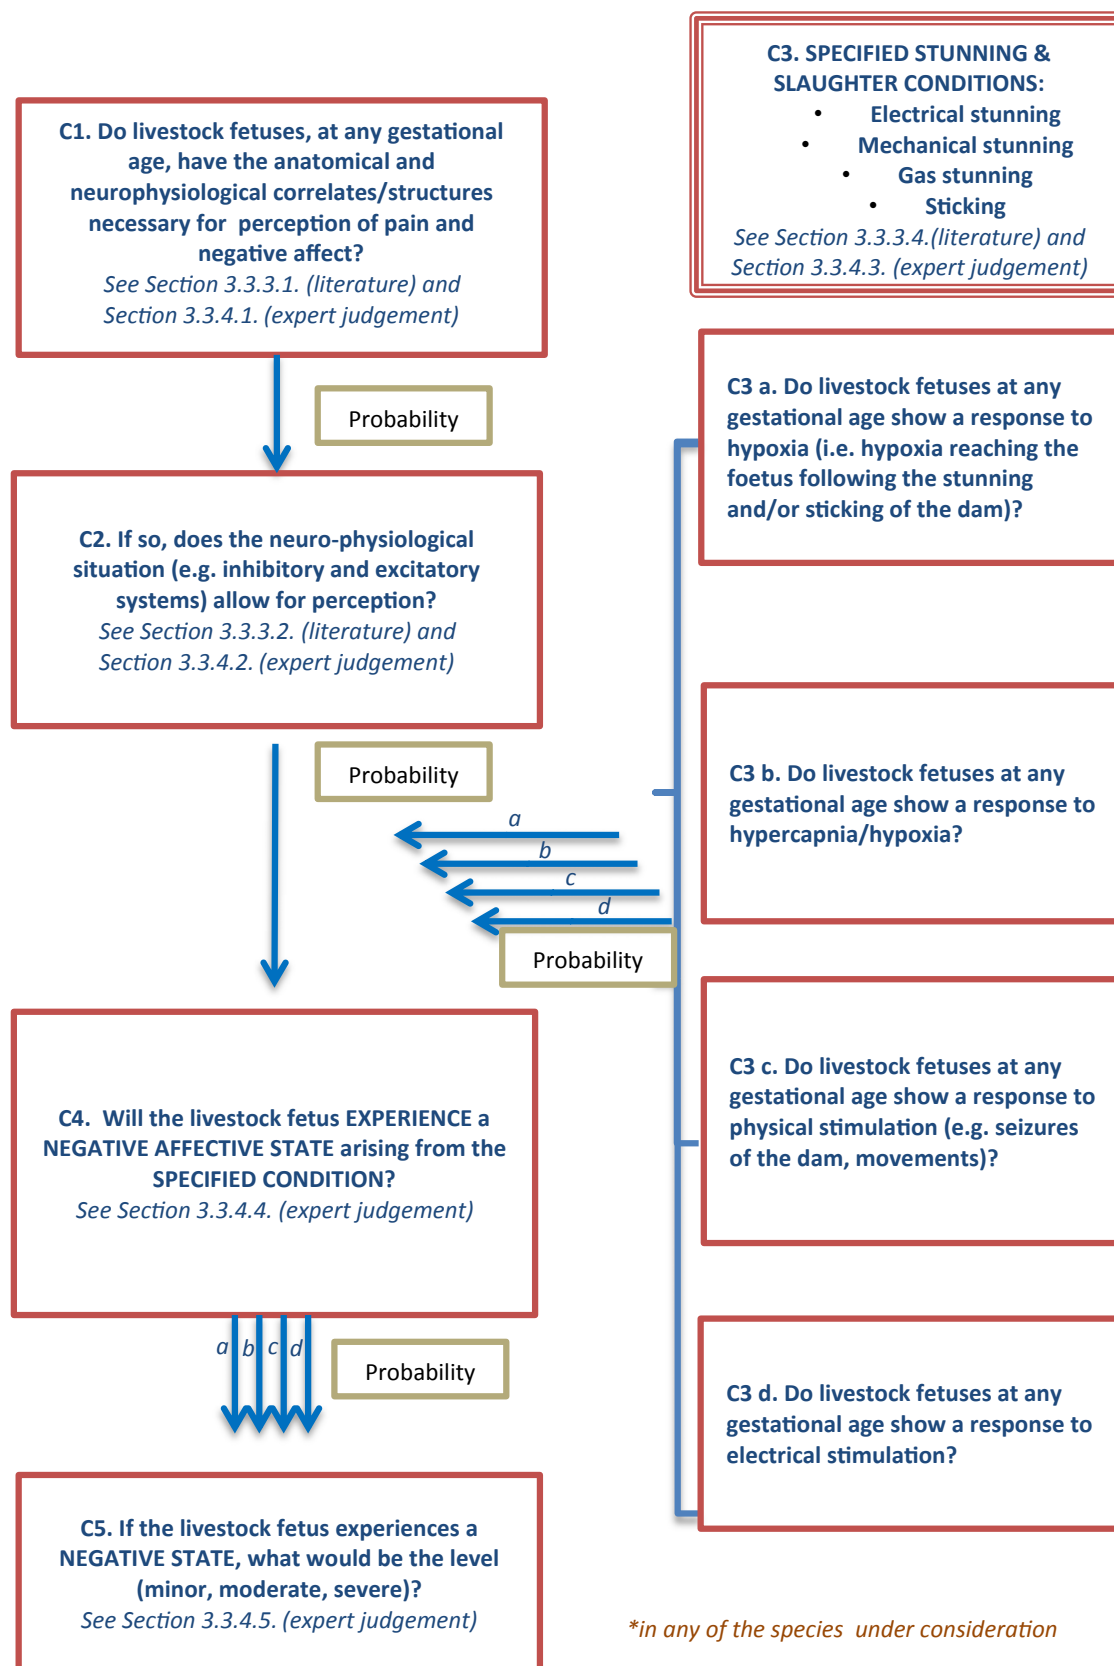 C1. Do livestock fetuses, at any gestational
age, have the anatomical and
neurophysiological correlates/structures
necessary for  perception of pain and
negative affect?
See Section 3.3.3.1. (literature) and
Section 3.3.4.1. (expert judgement)
Probability
C2. If so, does the neuro-physiological
situation (e.g. inhibitory and excitatory
systems) allow for perception?
See Section 3.3.3.2. (literature) and
Section 3.3.4.2. (expert judgement)
Probability
a
b
c
d
Probability
C4.  Will the livestock fetus EXPERIENCE a
NEGATIVE AFFECTIVE STATE arising from the
SPECIFIED CONDITION?
See Section 3.3.4.4. (expert judgement)
a b c d
Probability
C5. If the livestock fetus experiences a
NEGATIVE STATE, what would be the level
(minor, moderate, severe)?
See Section 3.3.4.5. (expert judgement)
C3. SPECIFIED STUNNING &
SLAUGHTER CONDITIONS:
• Electrical stunning
• Mechanical stunning
• Gas stunning
• Sticking
See Section 3.3.3.4.(literature) and
Section 3.3.4.3. (expert judgement)
C3 a. Do livestock fetuses at any
gestational age show a response to
hypoxia (i.e. hypoxia reaching the
foetus following the stunning
and/or sticking of the dam)?
C3 b. Do livestock fetuses at any
gestational age show a response to
hypercapnia/hypoxia?
C3 c. Do livestock fetuses at any
gestational age show a response to
physical stimulation (e.g. seizures
of the dam, movements)?
C3 d. Do livestock fetuses at any
gestational age show a response to
electrical stimulation?
*in any of the species  under consideration